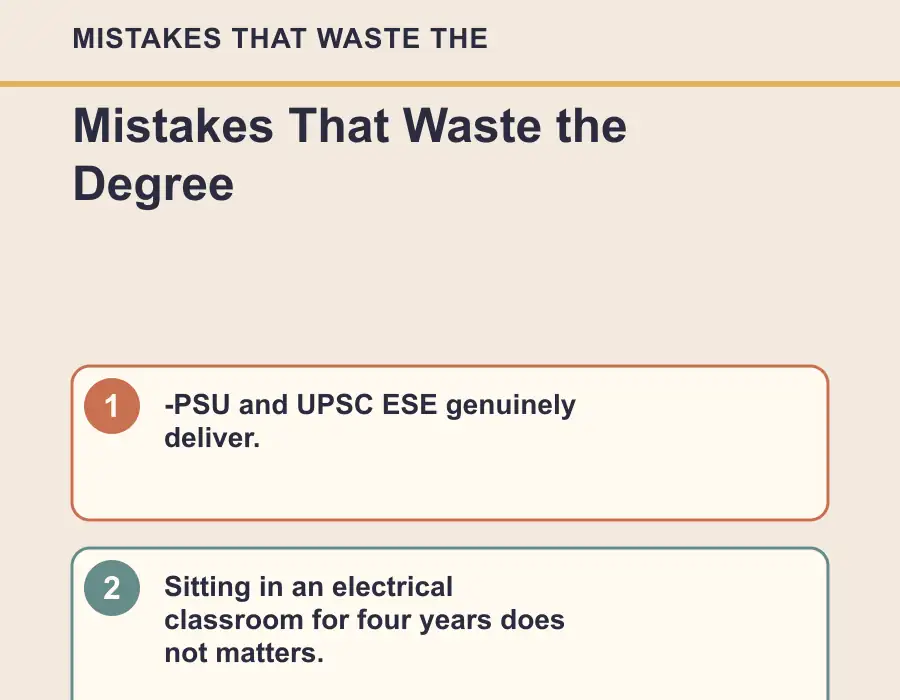 MISTAKES THAT WASTE THE
Mistakes That Waste the
Degree
1
-PSU and UPSC ESE genuinely
deliver.
2
Sitting in an electrical
classroom for four years does
not matters.